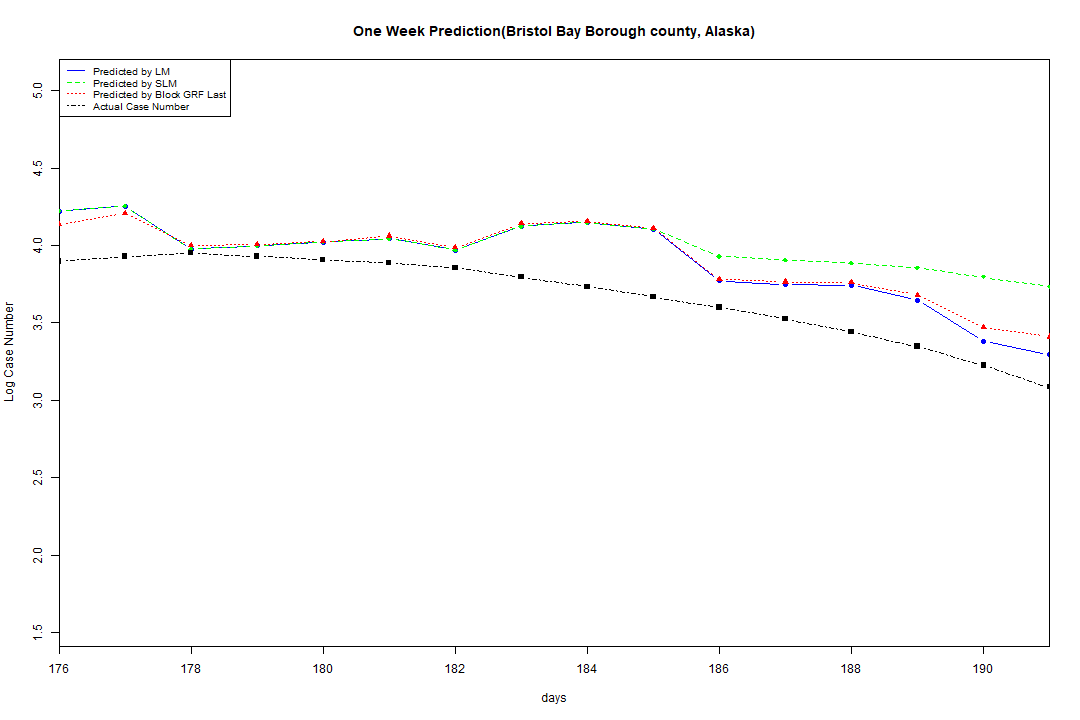 One Week Prediction(Bristol Bay Borough county, Alaska)
Predicted by LM
Predicted by SLM
Predicted by Block GRF Last
Actual Case Number
5.0
4.5
4.0
3.5
3.0
2.5
2.0
1.5
Log Case Number
176 178 180 182 184 186 188 190
days